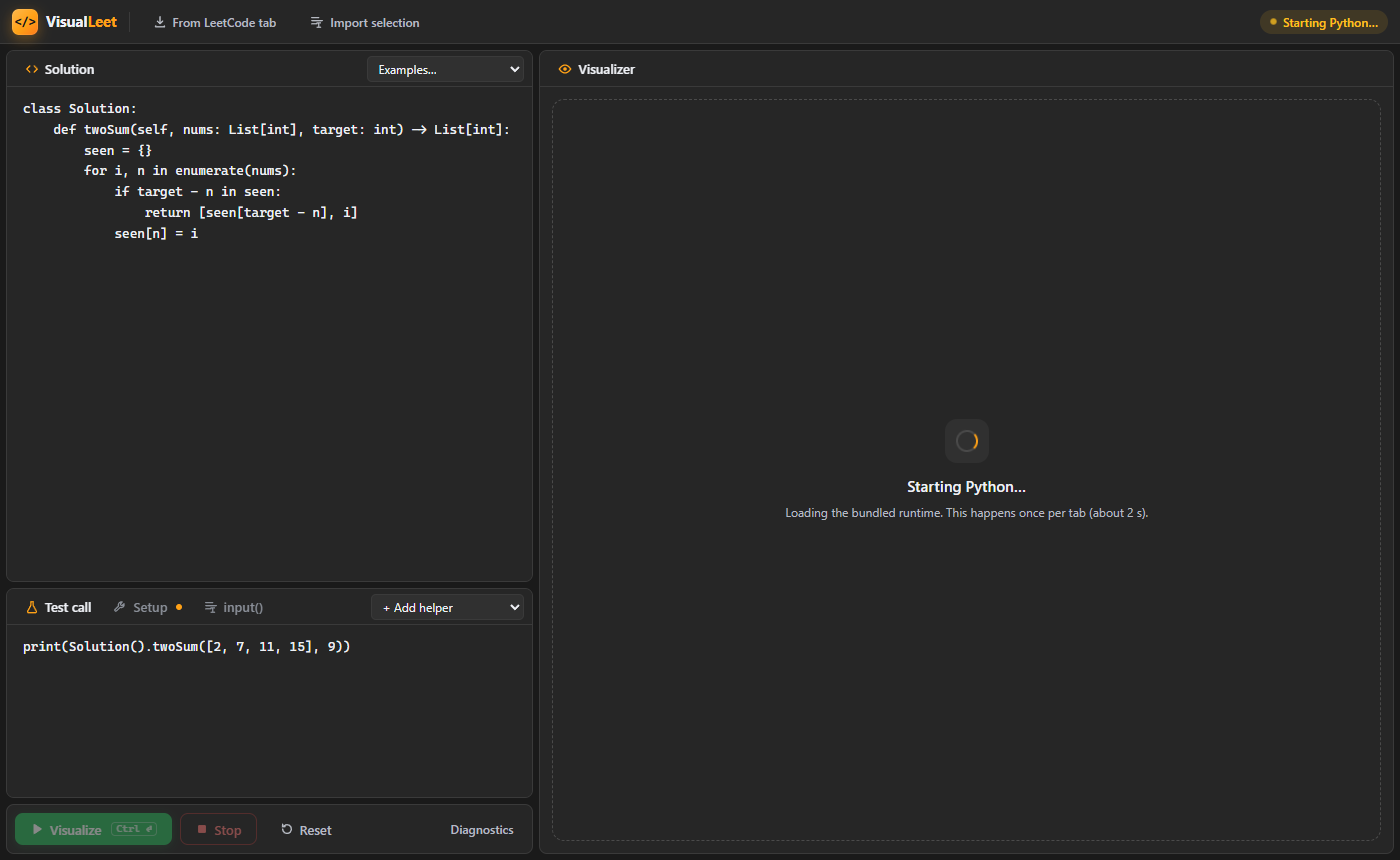 </> VisualLeet From LeetCode tab Import selection Starting Python...
Solution Examples...
Visualizer
class Solution:
    def twoSum(self, nums: List[int], target: int) -> List[int]:
        seen = {}
        for i, n in enumerate(nums):
            if target - n in seen:
                return [seen[target - n], i]
            seen[n] = i
Starting Python...
Loading the bundled runtime. This happens once per tab (about 2 s).
Test call Setup input() + Add helper
print(Solution().twoSum([2, 7, 11, 15], 9))
Visualize Ctrl ⏎ Stop Reset Diagnostics